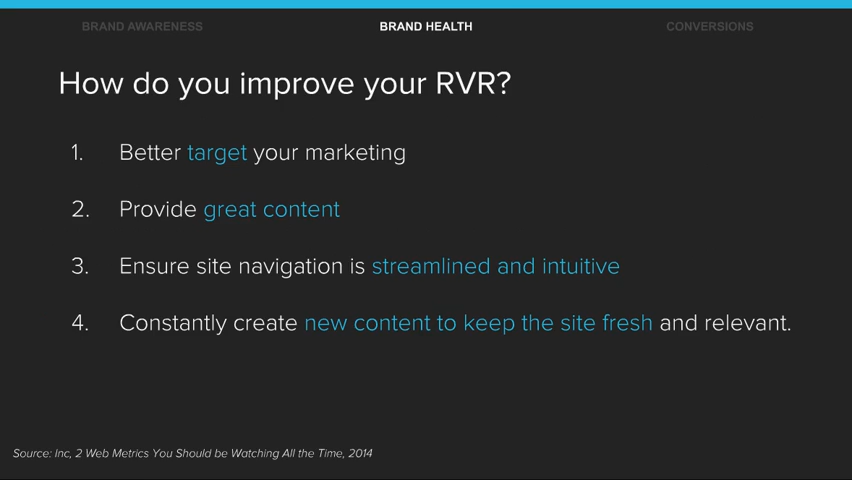 BRAND AWARENESS
BRAND HEALTH
CONVERSIONS
How do you improve your RVR?
1. Better target your marketing
2. Provide great content
3. Ensure site navigation is streamlined and intuitive
4. Constantly create new content to keep the site fresh and relevant.
Source: Inc, 2 Web Metrics You Should be Watching All the Time, 2014